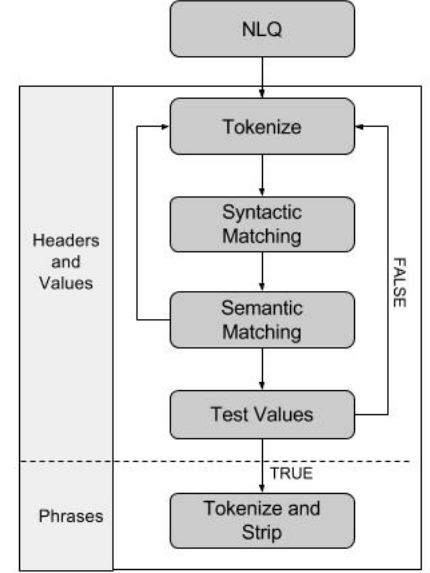 NLQ
Tokenize
Syntactic
Matching
Headers
and
Values
Semantic
Matching
FALSE
Test Values
TRUE
Phrases
Tokenize and
Strip